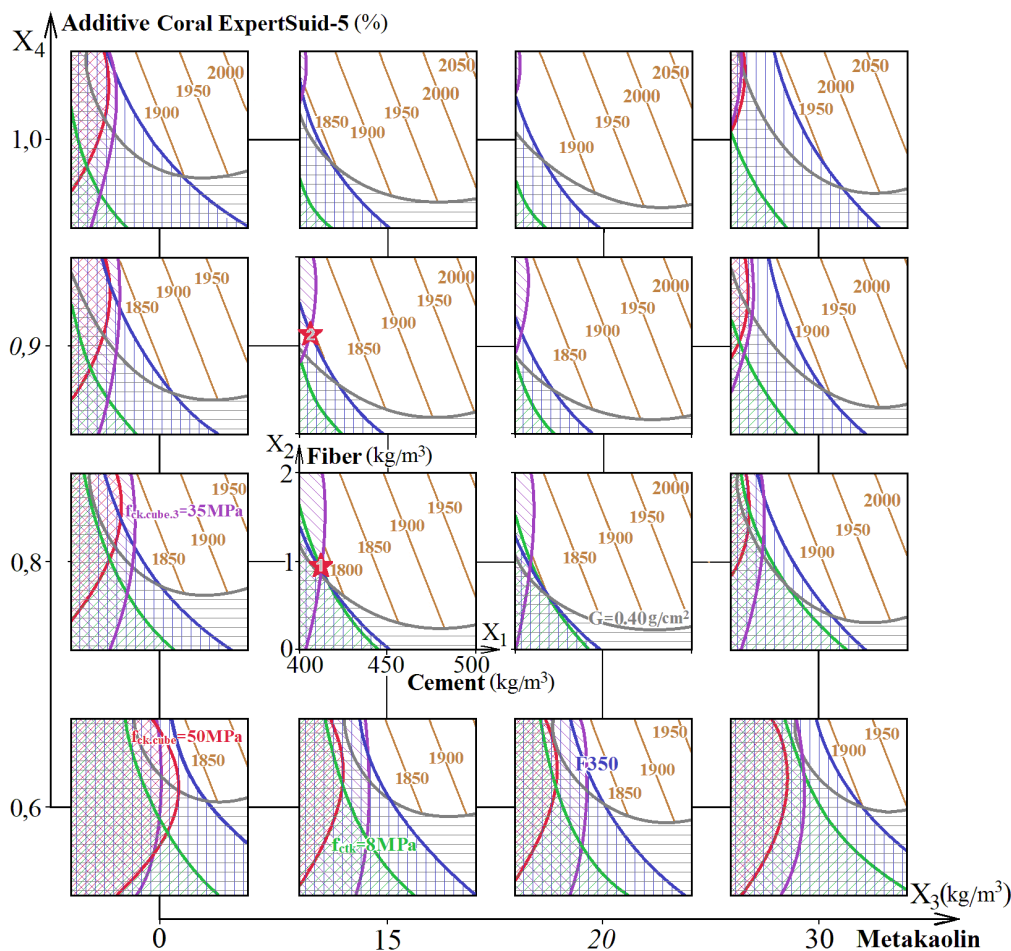 X4 Additive Coral ExpertSuid-5 (%)
2000 2050 2050 2050
1950 2000 2000 2000
1900 1950 1950 1950
1850 1900 1900
1,0
2000 2000
1950 1950 1950 2000
1900 1900 1900 1950
1850 1850 1850 1900
0,9 2
X2 Fiber (kg/m³)
2
1950 1950 2000 2000
fck.cube.3=35MPa
1900 1900 1950
1850 1850 1900 1900
0,8 1 1 1800 1850
G=0.40g/cm²
0 X1
400 450 500
Cement (kg/m³)
fck.cube=50MPa 1950 1950
1850 1900 F350 1900 1900
1850 1850
0,6
fctk=8MPa
X3 (kg/m³)
0 15 20 30 Metakaolin